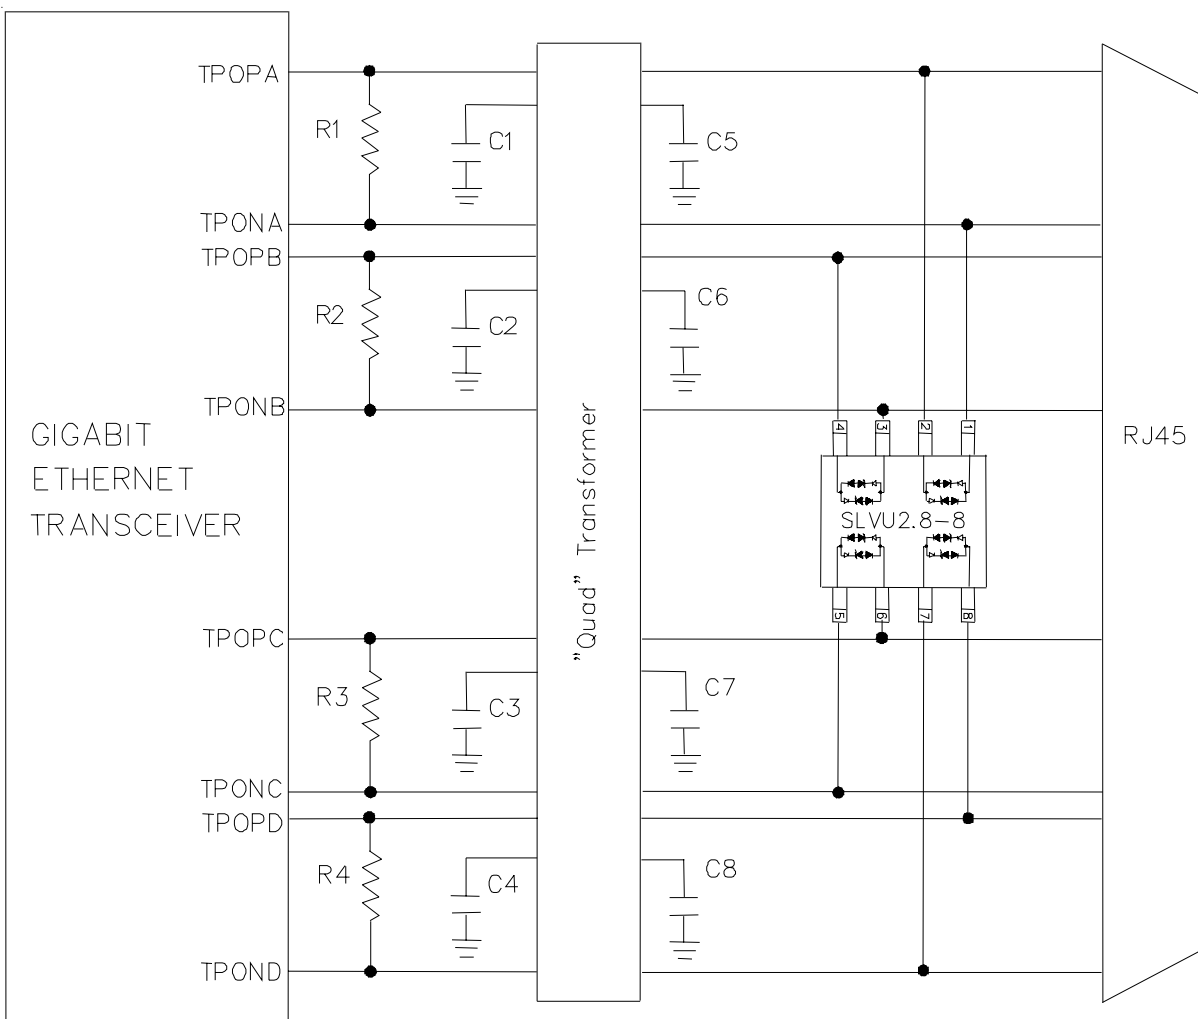 TPOPA
R1
C1
C5
TPONA
TPOPB
R2
C2
C6
TPONB
4 3 2 1
GIGABIT
ETHERNET
TRANSCEIVER
"Quad" Transformer
RJ45
SLVU2.8-8
5 6 7 8
TPOPC
R3
C3
C7
TPONC
TPOPD
R4
C4
C8
TPOND